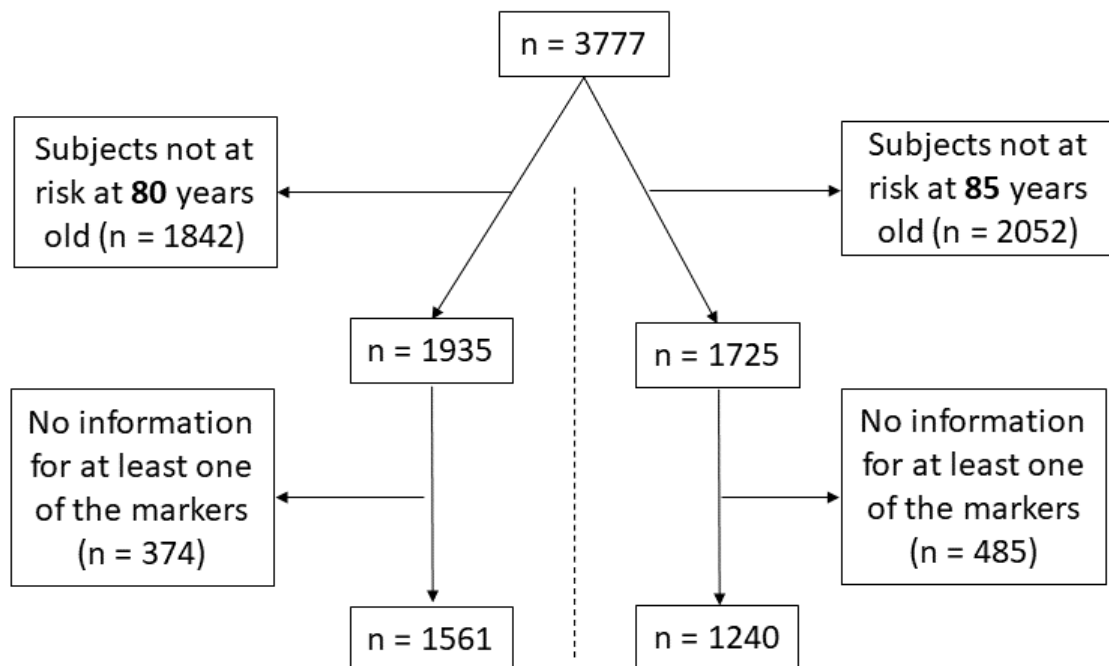 n = 3777
Subjects not at
risk at 80 years
old (n = 1842)
Subjects not at
risk at 85 years
old (n = 2052)
n = 1935
n = 1725
No information
for at least one
of the markers
(n = 374)
No information
for at least one
of the markers
(n = 485)
n = 1561
n = 1240